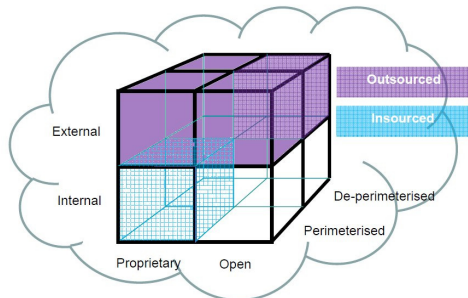 Outsourced
Insourced
External
Internal
De-perimeterised
Perimeterised
Proprietary
Open